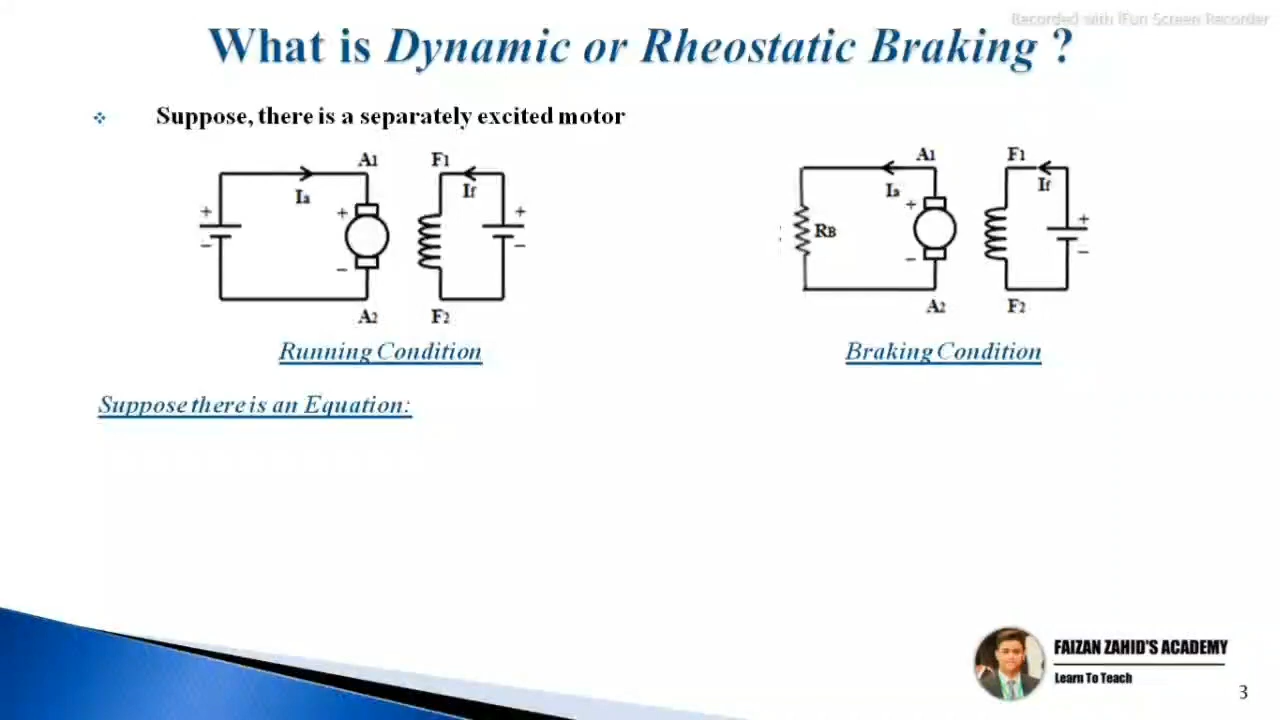 Recorded with iFun Screen Recorder
What is Dynamic or Rheostatic Braking ?
Suppose, there is a separately excited motor
A1 F1
Ia If
+ + −
− + −
A2 F2
Running Condition
A1 F1
Ia If
+ +
RB
− −
A2 F2
Braking Condition
Suppose there is an Equation:
FAIZAN ZAHID'S ACADEMY
Learn To Teach
3